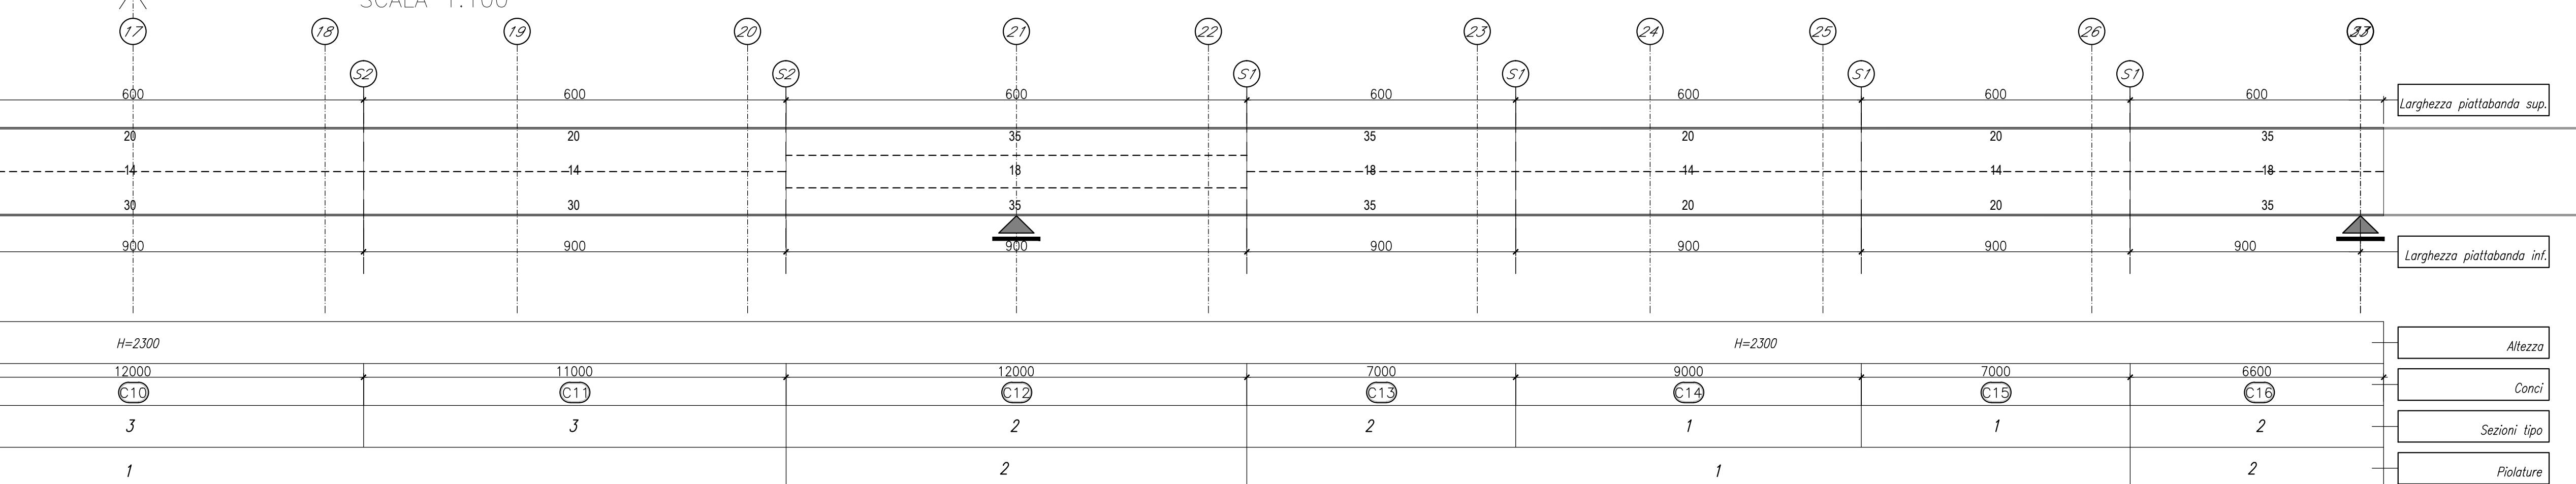 SCALA 1:100
17 18 19 20 21 22 23 24 25 26
S2 S2 S1 S1 S1 S1
600 600 600 600 600 600 600
Larghezza piattabanda sup.
20 20 35 35 20 20 35
14 14 18 18 14 14 18
30 30 35 35 20 20 35
900 900 900 900 900 900 900
Larghezza piattabanda inf.
H=2300 H=2300
Altezza
12000 11000 12000 7000 9000 7000 6600
C10 C11 C12 C13 C14 C15 C16
Conci
3 3 2 2 1 1 2
Sezioni tipo
1 2 1 2
Piolature